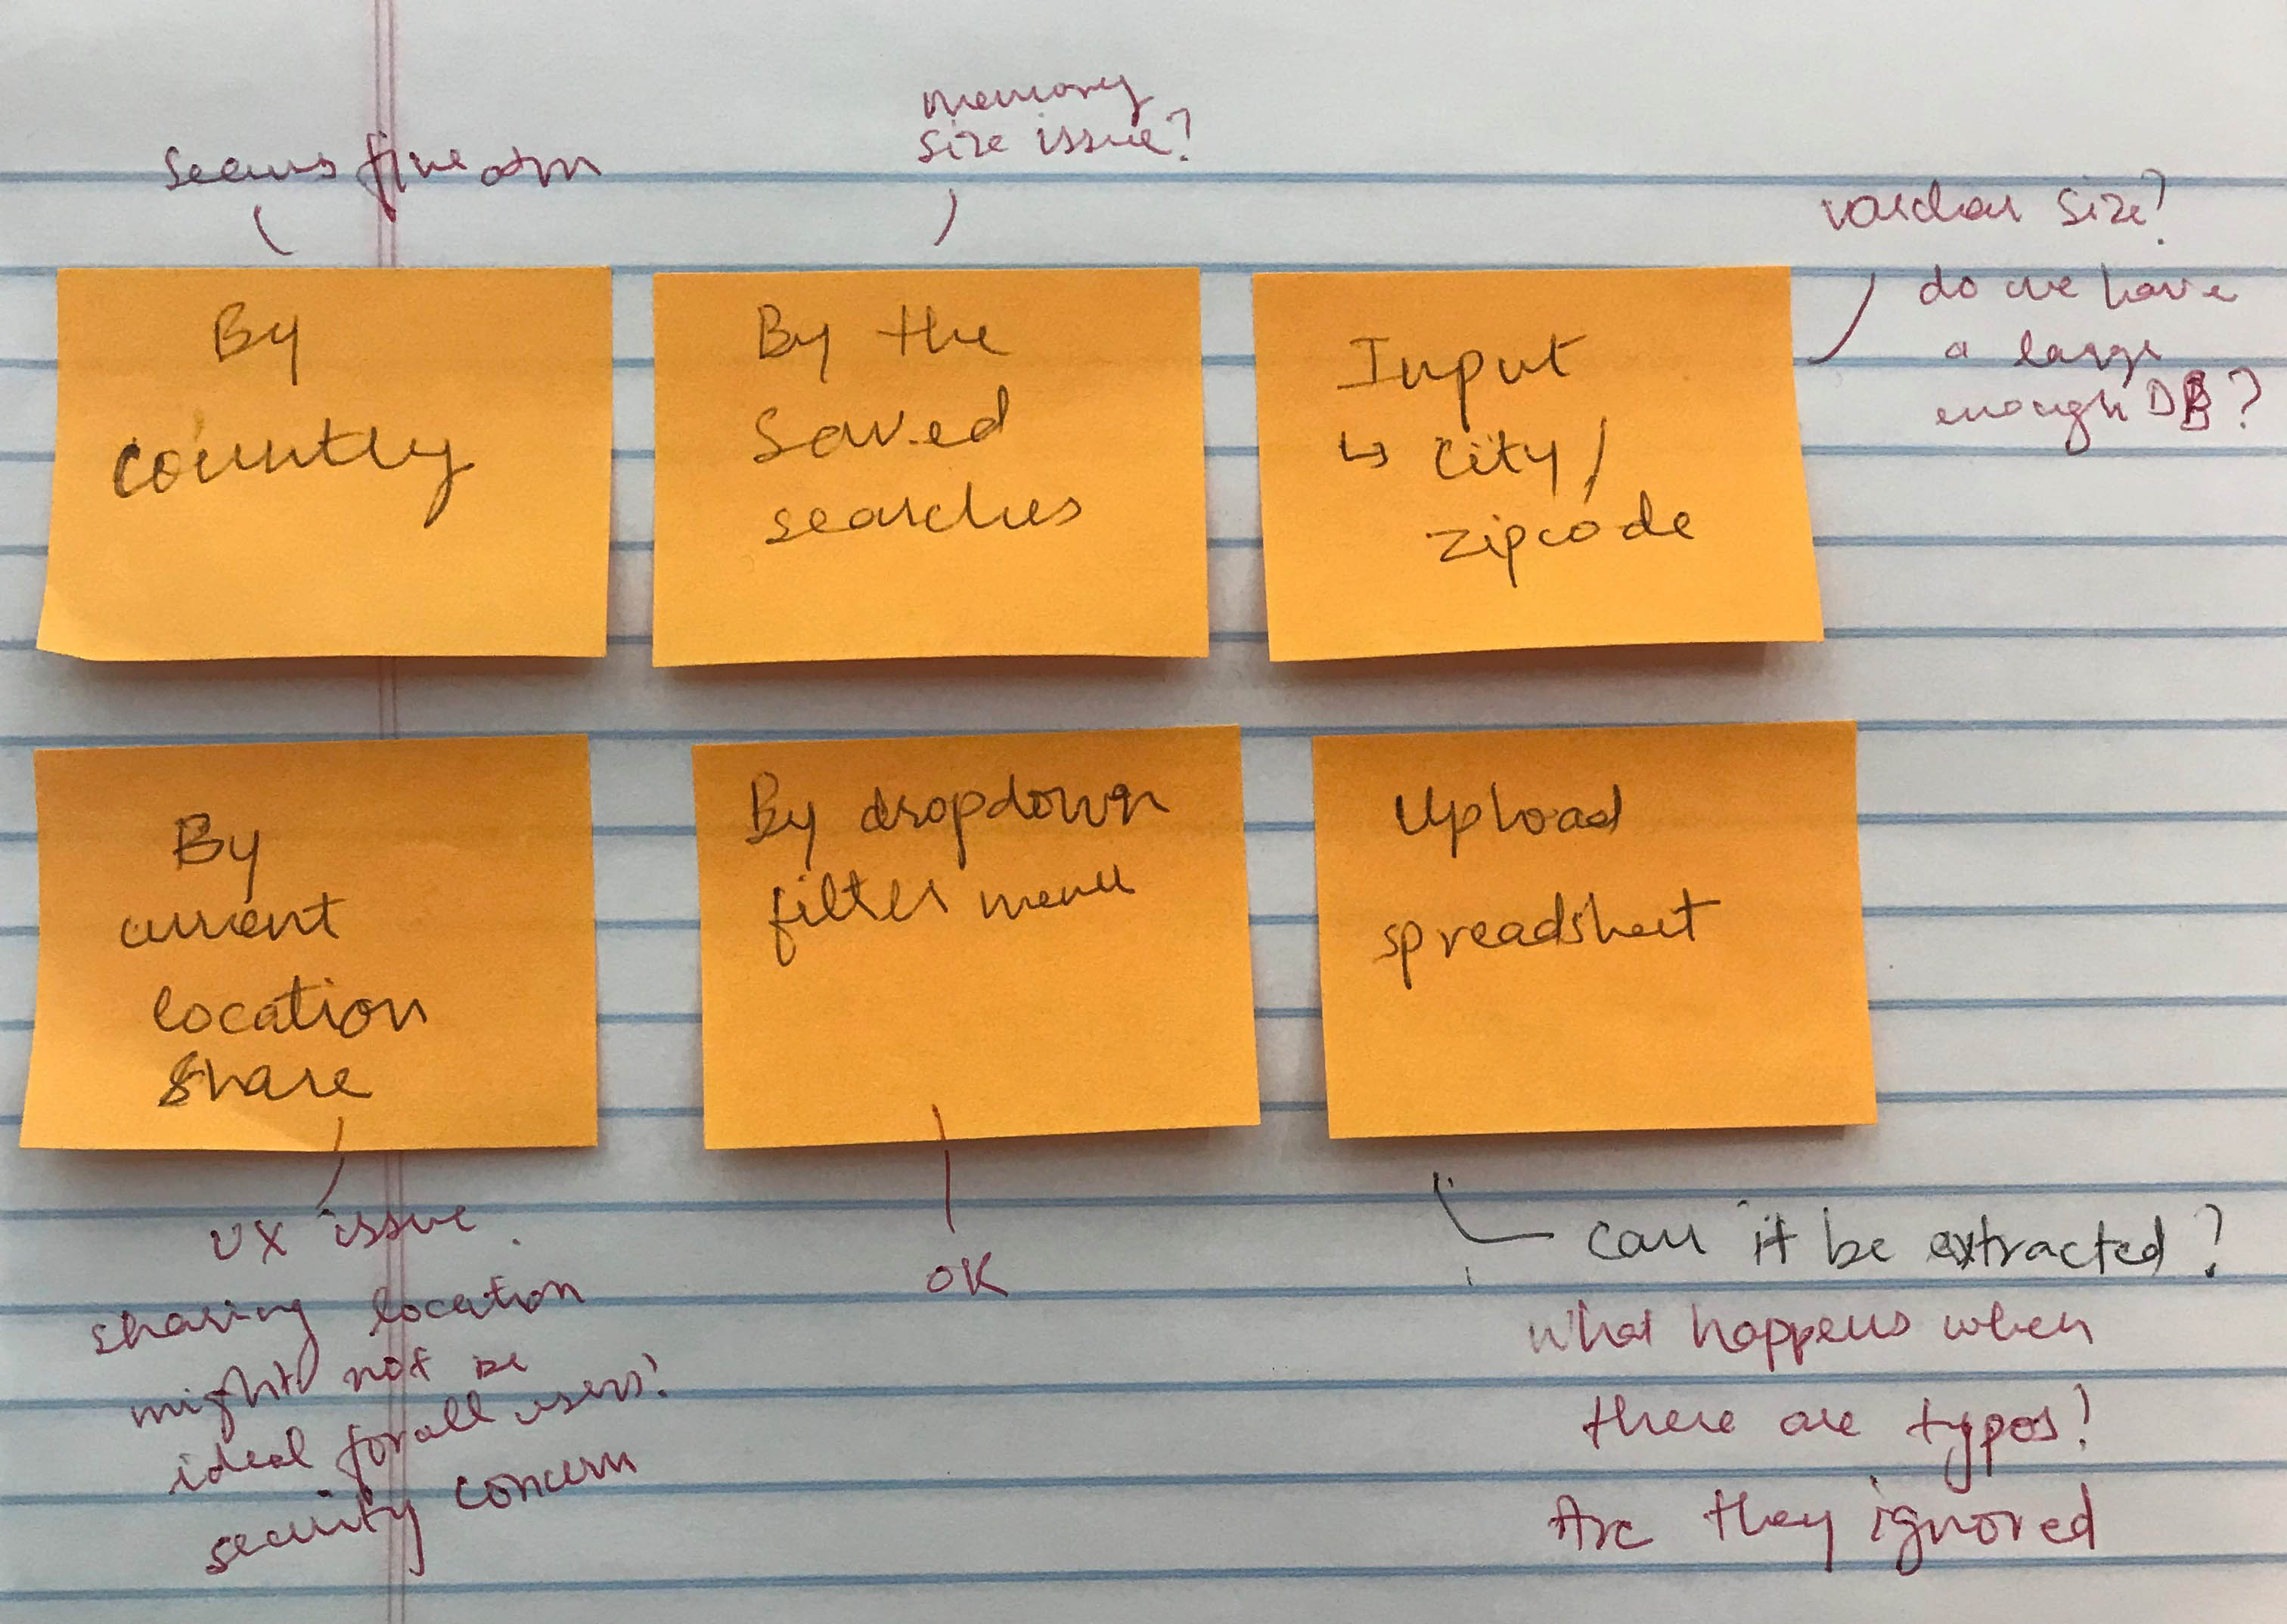 seems fine atm
By
country
memory
size issue?
By the
saved
searches
varchar size?
do we have
a large
enough DB?
Input
↳ city/
zipcode
By
current
location
share
UX issue.
sharing location
might not be
ideal for all users?
security concern
By dropdown
filter menu
OK
Upload
spreadsheet
can it be extracted?
What happens when
there are typos?
Are they ignored